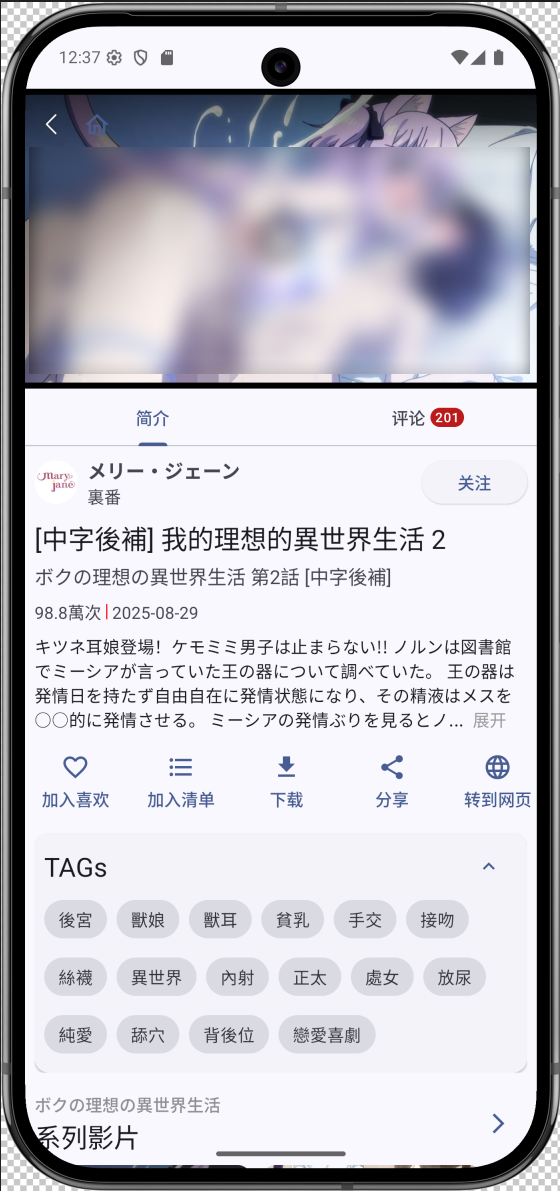 12:37
简介
评论 201
mary jane
メリー・ジェーン
裏番
关注
[中字後補] 我的理想的異世界生活 2
ボクの理想の異世界生活 第2話 [中字後補]
98.8萬次 | 2025-08-29
キツネ耳娘登場！ケモミミ男子は止まらない!! ノルンは図書館
でミーシアが言っていた王の器について調べていた。 王の器は
発情日を持たず自由自在に発情状態になり、その精液はメスを
○○的に発情させる。 ミーシアの発情ぶりを見るとノ... 展开
加入喜欢 加入清单 下载 分享 转到网页
TAGs
後宮 獸娘 獸耳 貧乳 手交 接吻
絲襪 異世界 內射 正太 處女 放尿
純愛 舔穴 背後位 戀愛喜劇
ボクの理想の異世界生活
系列影片